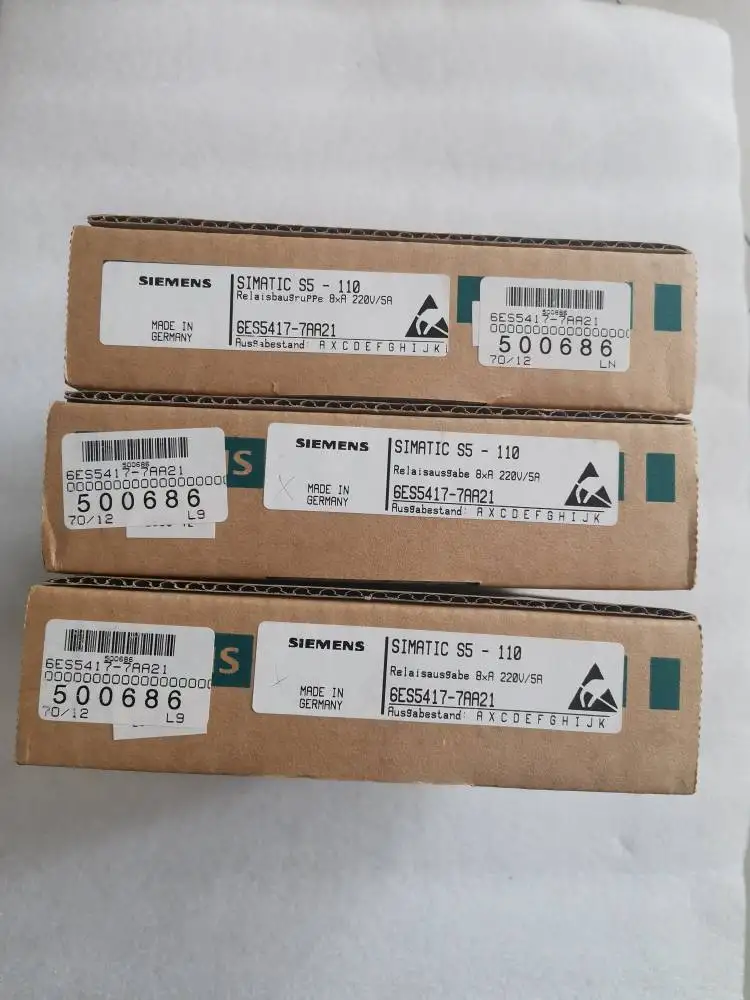 SIEMENS
MADE IN
GERMANY
SIMATIC S5 - 110
Relaisbaugruppe 8xA 220V/5A
6ES5417-7AA21
Ausgabestand: A X C D E F G H I J K
500686
6ES5417-7AA21
500686
70/12 LN
500686
6ES5417-7AA21
500686
70/12 L9
S
SIEMENS
MADE IN
GERMANY
SIMATIC S5 - 110
Relaisausgabe 8xA 220V/5A
6ES5417-7AA21
Ausgabestand: A X C D E F G H I J K
500686
6ES5417-7AA21
500686
70/12 L9
S
SIEMENS
MADE IN
GERMANY
SIMATIC S5 - 110
Relaisausgabe 8xA 220V/5A
6ES5417-7AA21
Ausgabestand: A X C D E F G H I J K